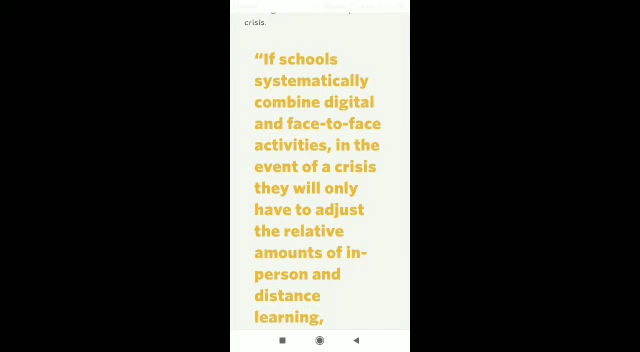 crisis.
“If schools
systematically
combine digital
and face-to-face
activities, in the
event of a crisis
they will only
have to adjust
the relative
amounts of in-
person and
distance
learning,